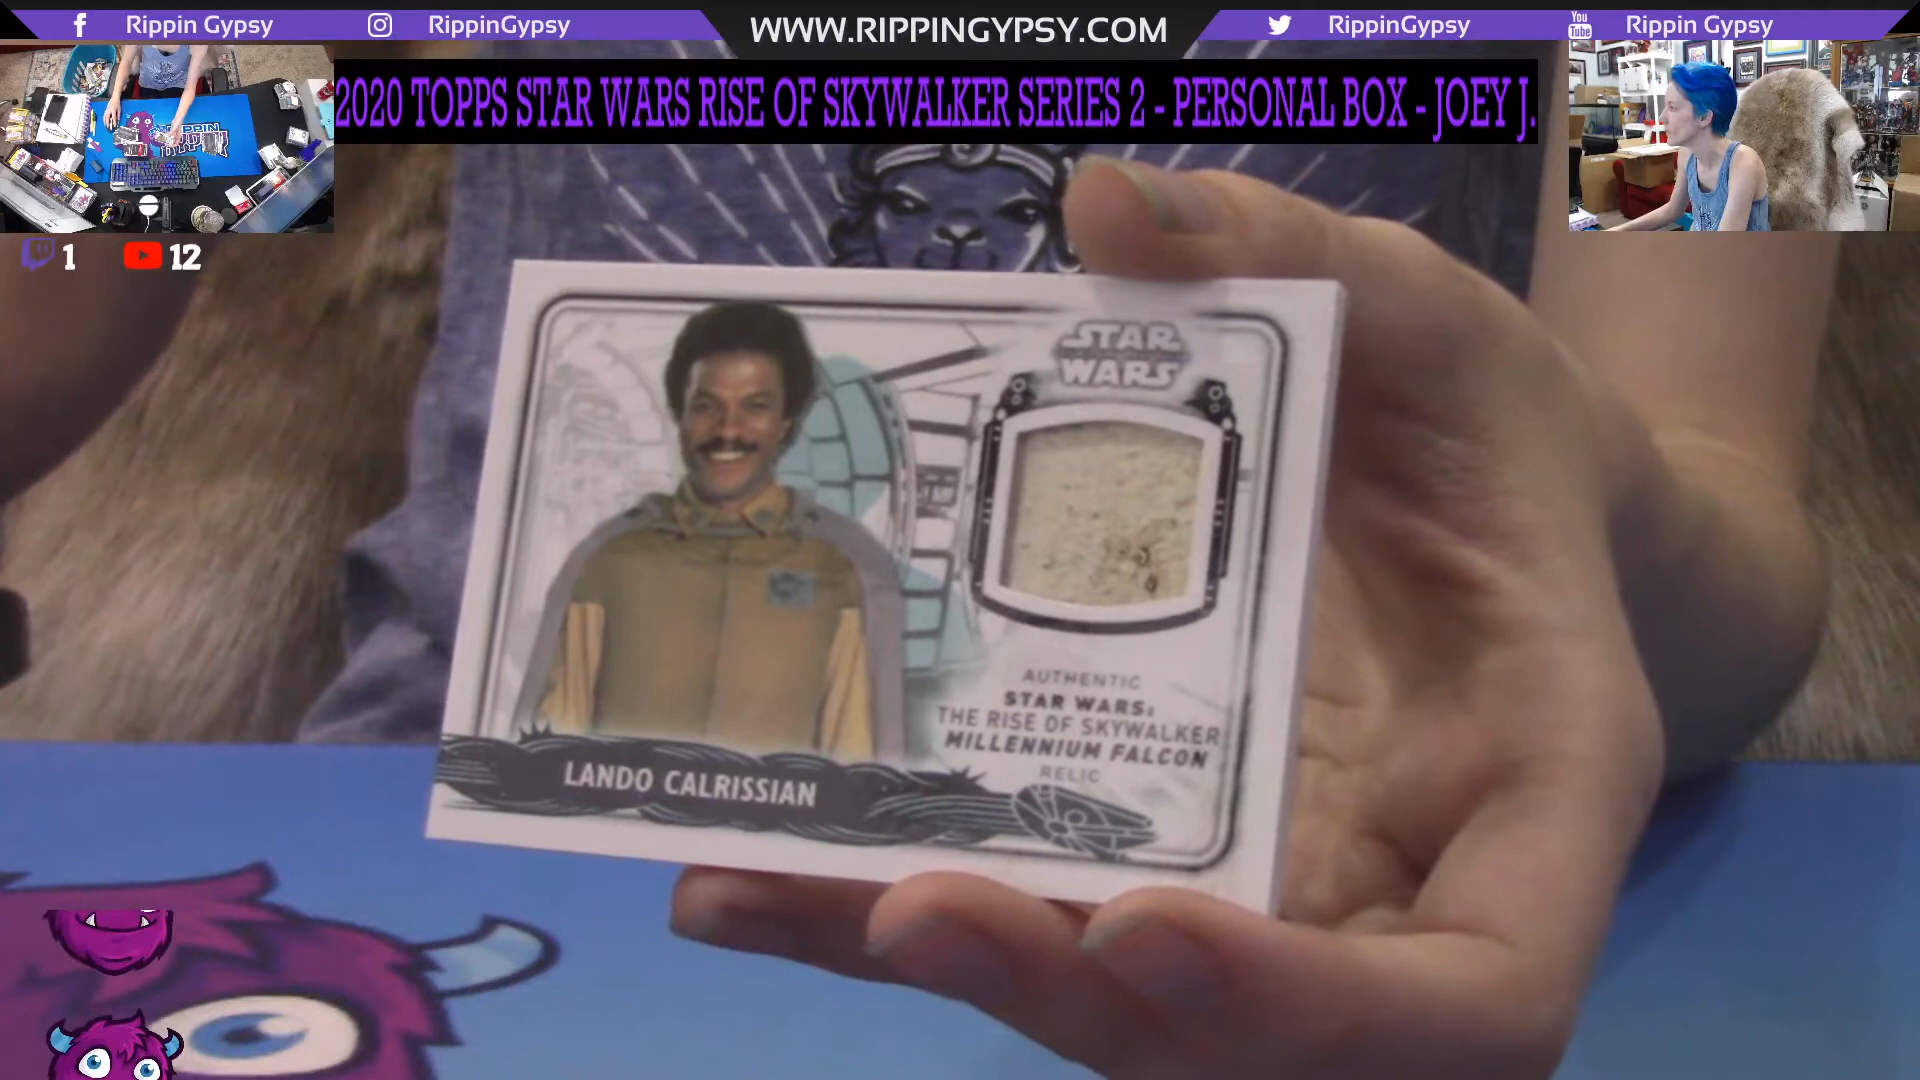 Rippin Gypsy
RippinGypsy
WWW.RIPPINGYPSY.COM
RippinGypsy
You
Tube
Rippin Gypsy
2020 TOPPS STAR WARS RISE OF SKYWALKER SERIES 2 - PERSONAL BOX - JOEY J.
1
12
STAR
WARS
AUTHENTIC
STAR WARS:
THE RISE OF SKYWALKER
MILLENNIUM FALCON
RELIC
LANDO CALRISSIAN